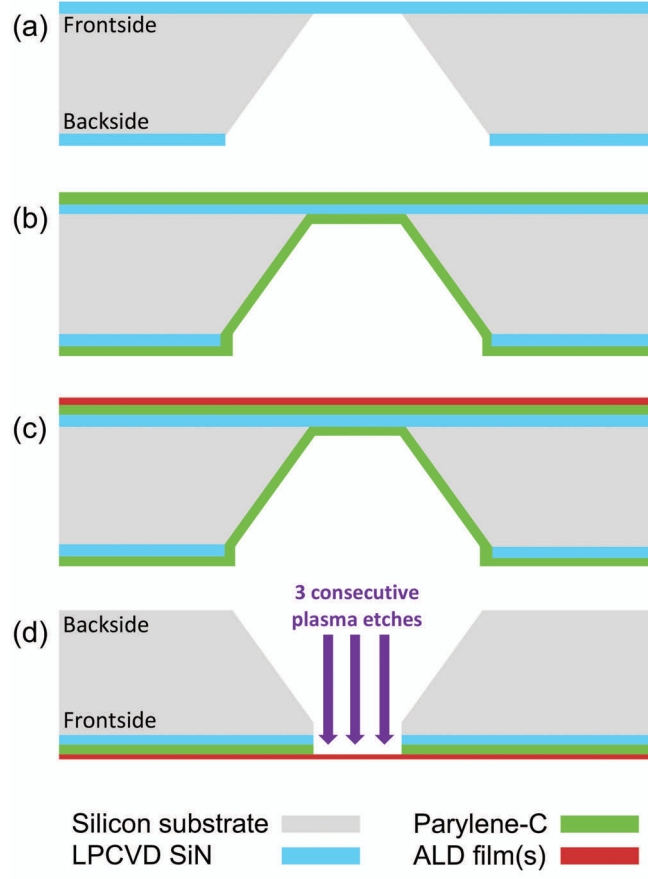 (a)
Frontside
Backside
(b)
(c)
3 consecutive
plasma etches
(d)
Backside
Frontside
Silicon substrate
Parylene-C
LPCVD SiN
ALD film(s)